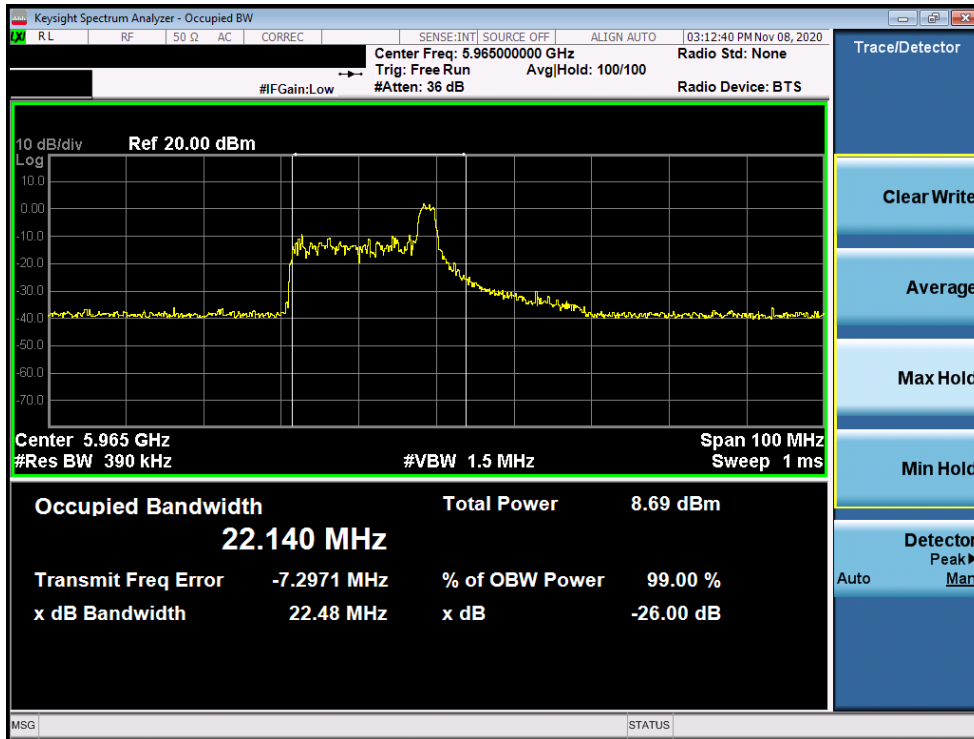 Keysight Spectrum Analyzer - Occupied BW
LXI RL RF 50 Ω AC CORREC SENSE:INT SOURCE OFF ALIGN AUTO 03:12:40 PM Nov 08, 2020
Center Freq: 5.965000000 GHz Radio Std: None
Trig: Free Run Avg|Hold: 100/100
#IFGain:Low #Atten: 36 dB Radio Device: BTS
10 dB/div Ref 20.00 dBm
Log
10.0
0.00
-10.0
-20.0
-30.0
-40.0
-50.0
-60.0
-70.0
Center 5.965 GHz Span 100 MHz
#Res BW 390 kHz #VBW 1.5 MHz Sweep 1 ms
Occupied Bandwidth Total Power 8.69 dBm
22.140 MHz
Transmit Freq Error -7.2971 MHz % of OBW Power 99.00 %
x dB Bandwidth 22.48 MHz x dB -26.00 dB
MSG STATUS
Trace/Detector
Clear Write
Average
Max Hold
Min Hold
Detector
Peak▶
Auto Man